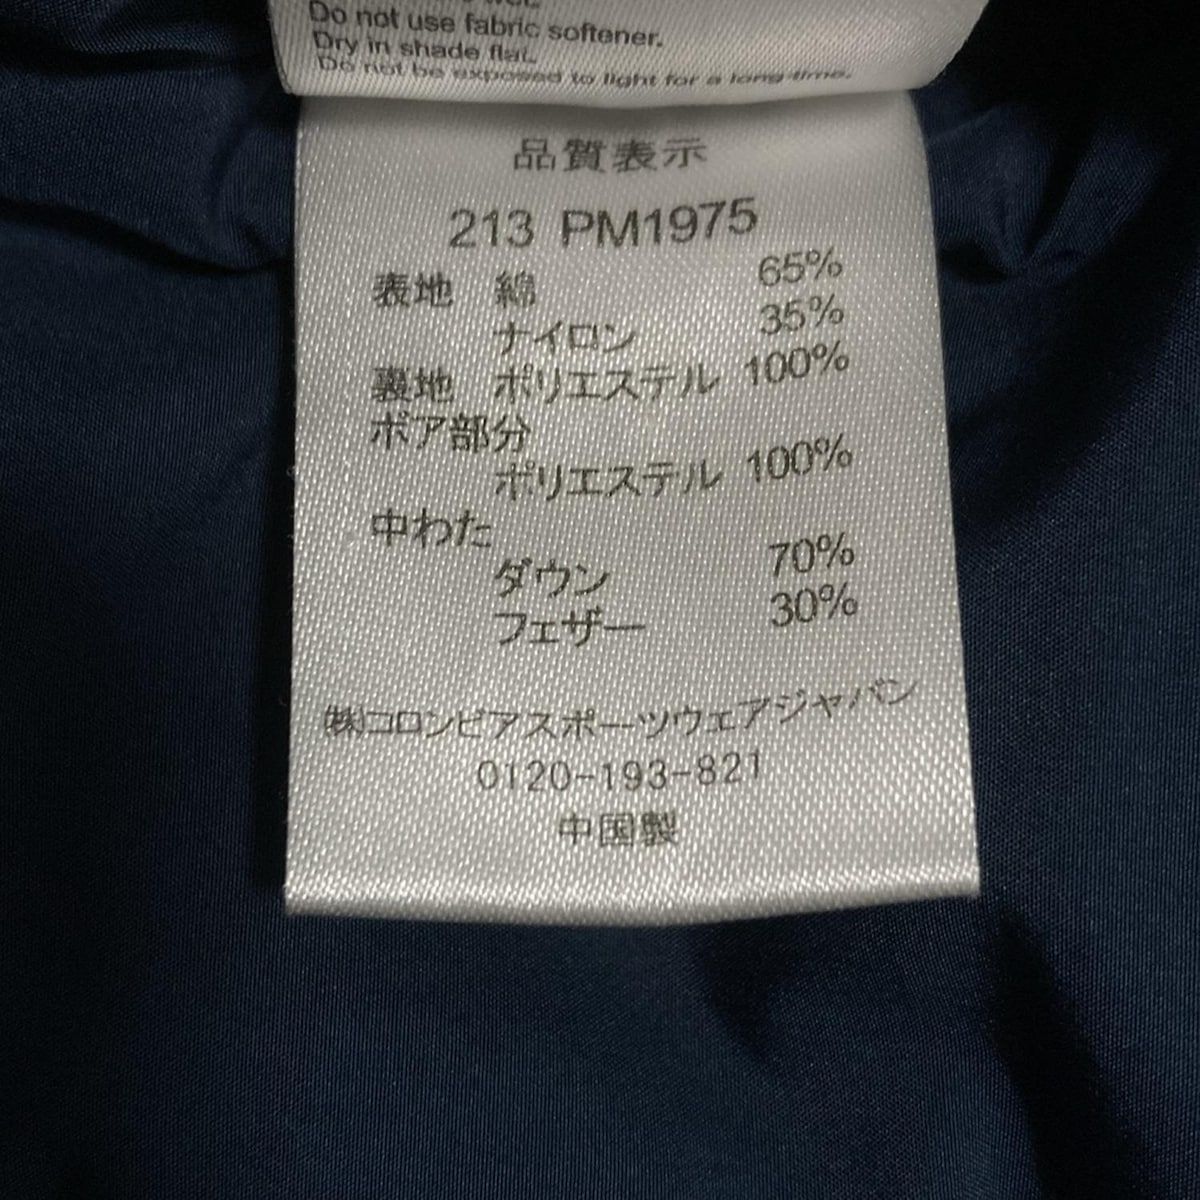 Do not use fabric softener.
Dry in shade flat.
Do not be exposed to light for a long-time.
品質表示
213 PM1975
表地 綿 65%
ナイロン 35%
裏地 ポリエステル 100%
ボア部分
ポリエステル 100%
中わた
ダウン 70%
フェザー 30%
㈱コロンビアスポーツウェアジャパン
0120-193-821
中国製